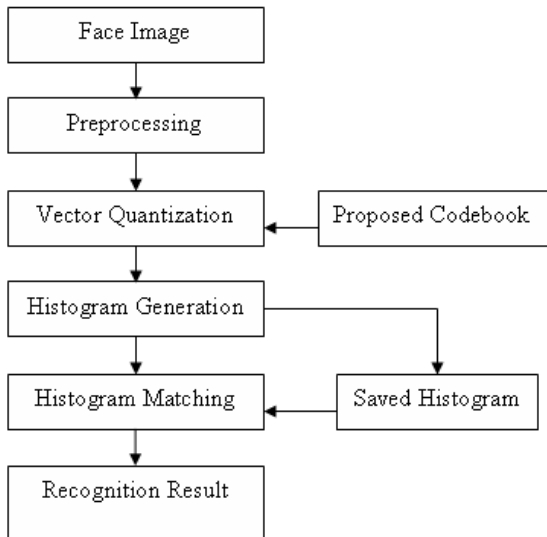 Face Image
Preprocessing
Vector Quantization
Proposed Codebook
Histogram Generation
Histogram Matching
Saved Histogram
Recognition Result